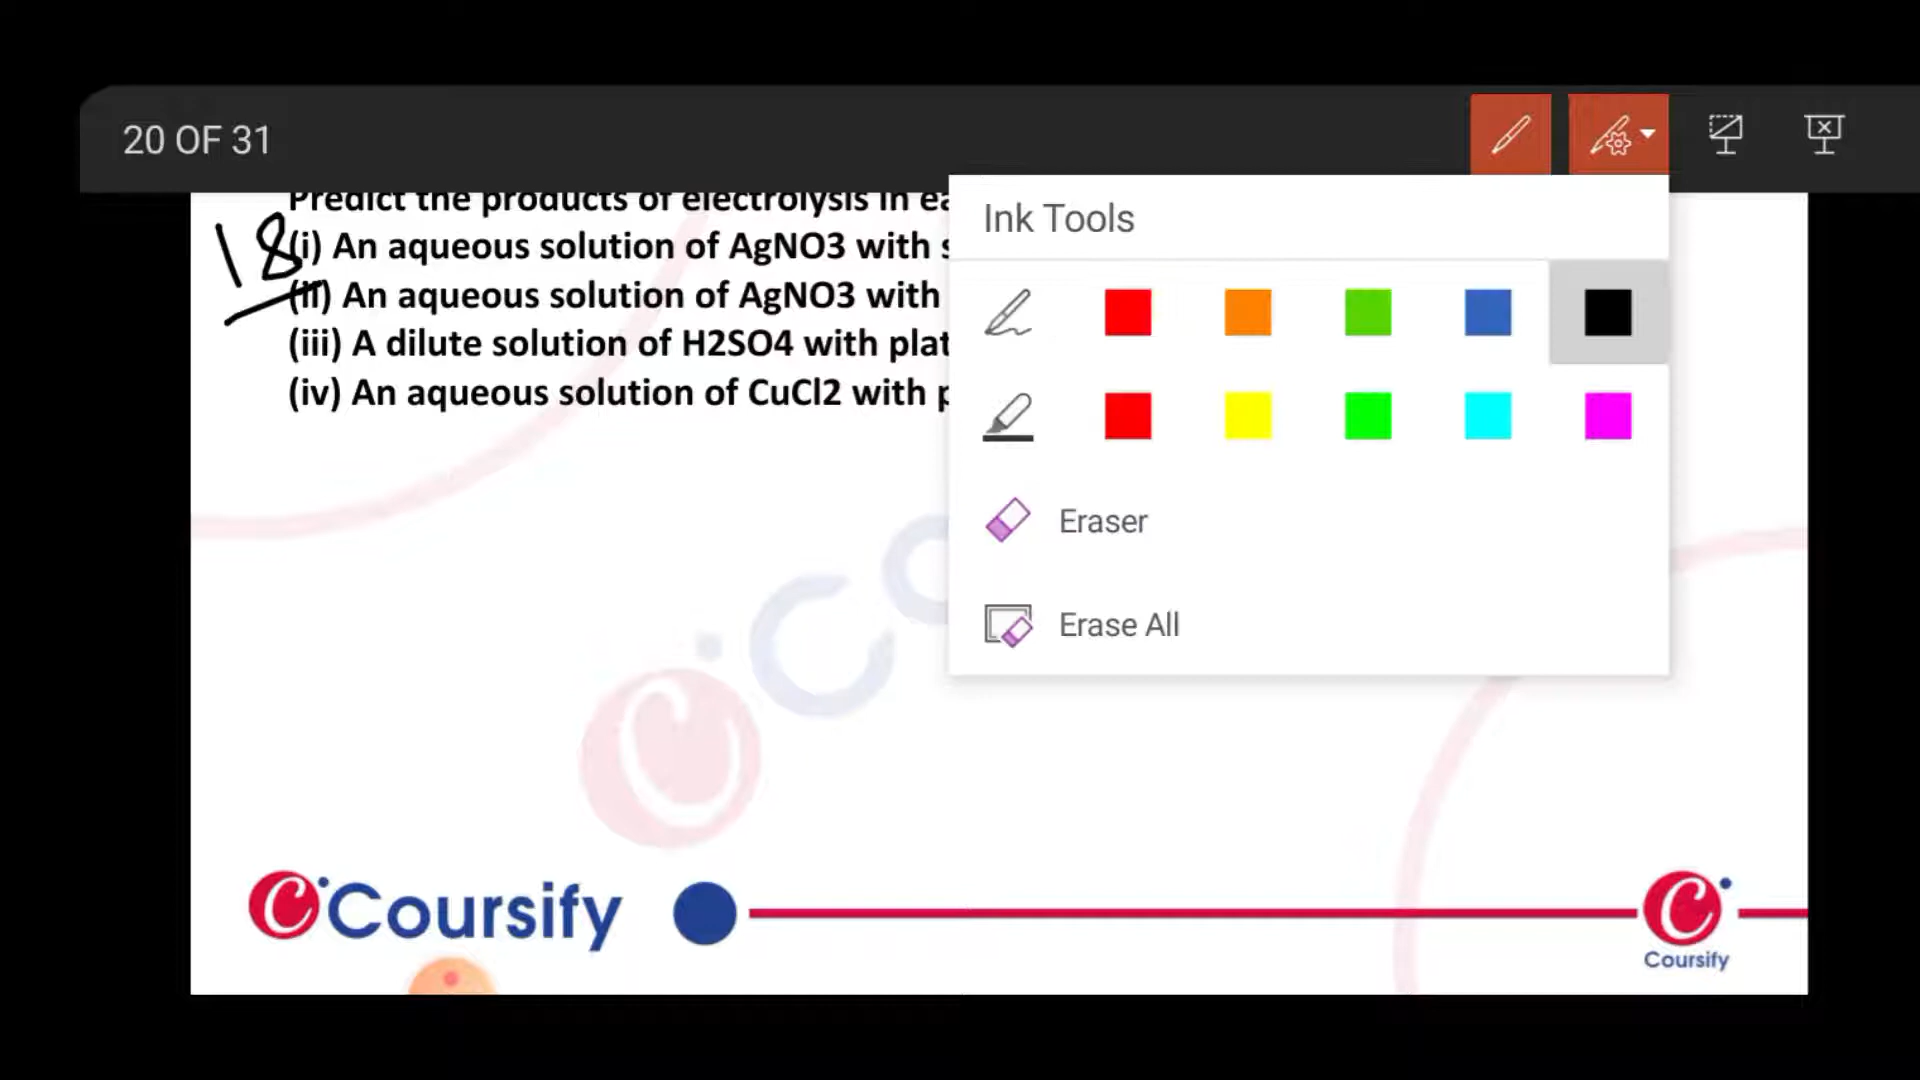 20 OF 31
Predict the products of electrolysis in
18
(i) An aqueous solution of AgNO3 with
(ii) An aqueous solution of AgNO3 with
(iii) A dilute solution of H2SO4 with plat
(iv) An aqueous solution of CuCl2 with
Ink Tools
Eraser
Erase All
Coursify
Coursify